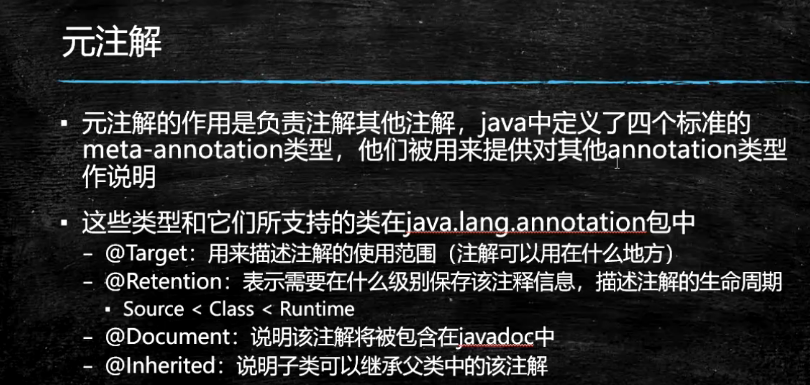 元注解
▪ 元注解的作用是负责注解其他注解，java中定义了四个标准的
meta-annotation类型，他们被用来提供对其他annotation类型
作说明
▪ 这些类型和它们所支持的类在java.lang.annotation包中
– @Target：用来描述注解的使用范围（注解可以用在什么地方）
– @Retention：表示需要在什么级别保存该注释信息，描述注解的生命周期
▪ Source < Class < Runtime
– @Document：说明该注解将被包含在javadoc中
– @Inherited：说明子类可以继承父类中的该注解